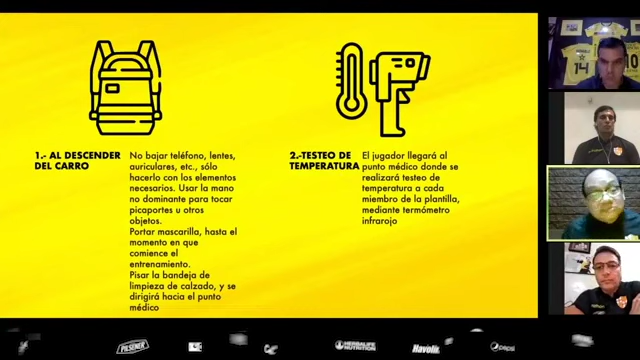 1.- AL DESCENDER
DEL CARRO
No bajar teléfono, lentes,
auriculares, etc., sólo
hacerlo con los elementos
necesarios. Usar la mano
no dominante para tocar
picaportes u otros
objetos.
Portar mascarilla, hasta el
momento en que
comience el
entrenamiento.
Pisar la bandeja de
limpieza de calzado, y se
dirigirá hacia el punto
médico
2.-TESTEO DE
TEMPERATURA
El jugador llegará al
punto médico donde se
realizará testeo de
temperatura a cada
miembro de la plantilla,
mediante termómetro
infrarojo
14
PILSENER
HERBALIFE
NUTRITION
Havolin
pepsi